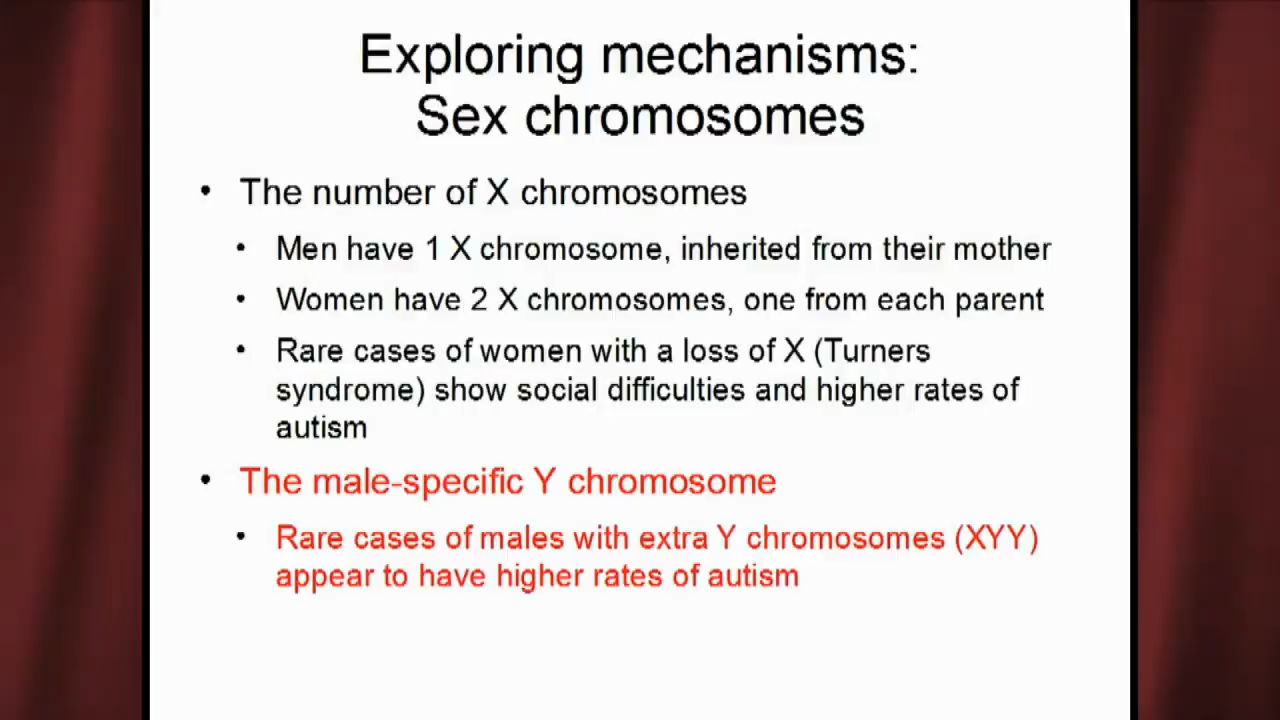 Exploring mechanisms:
Sex chromosomes
• The number of X chromosomes
• Men have 1 X chromosome, inherited from their mother
• Women have 2 X chromosomes, one from each parent
• Rare cases of women with a loss of X (Turners
syndrome) show social difficulties and higher rates of
autism
• The male-specific Y chromosome
• Rare cases of males with extra Y chromosomes (XYY)
appear to have higher rates of autism